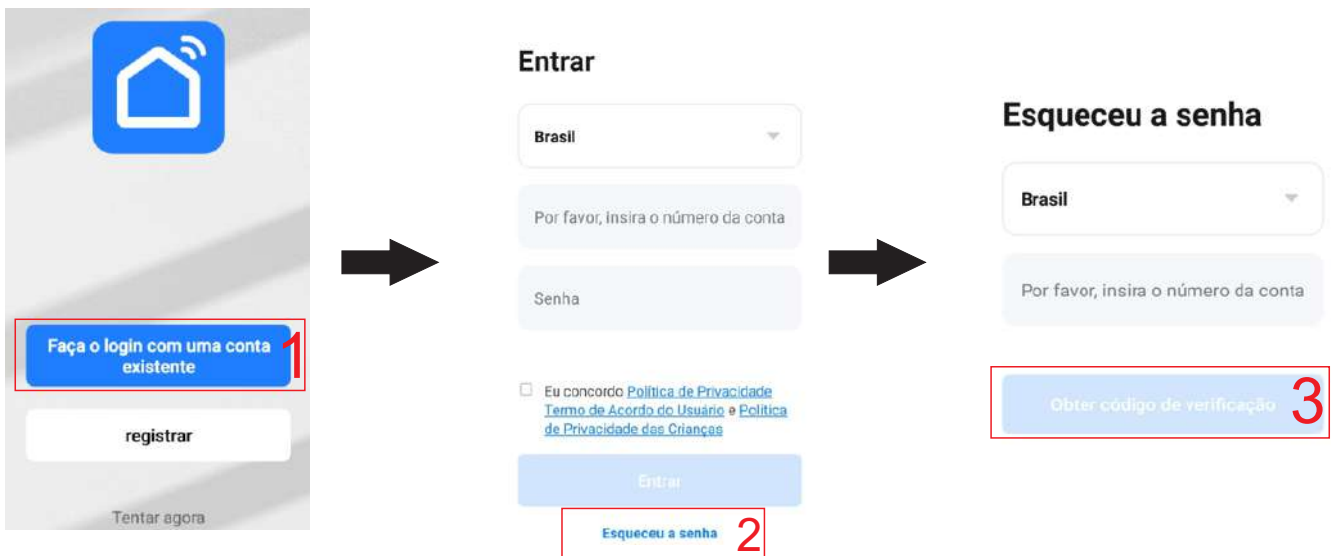 Faça o login com uma conta
existente
1
registrar
Tentar agora
Entrar
Brasil
Por favor, insira o número da conta
Senha
Eu concordo Política de Privacidade
Termo de Acordo do Usuário e Política
de Privacidade das Crianças
Entrar
Esqueceu a senha
2
Esqueceu a senha
Brasil
Por favor, insira o número da conta
Obter código de verificação
3